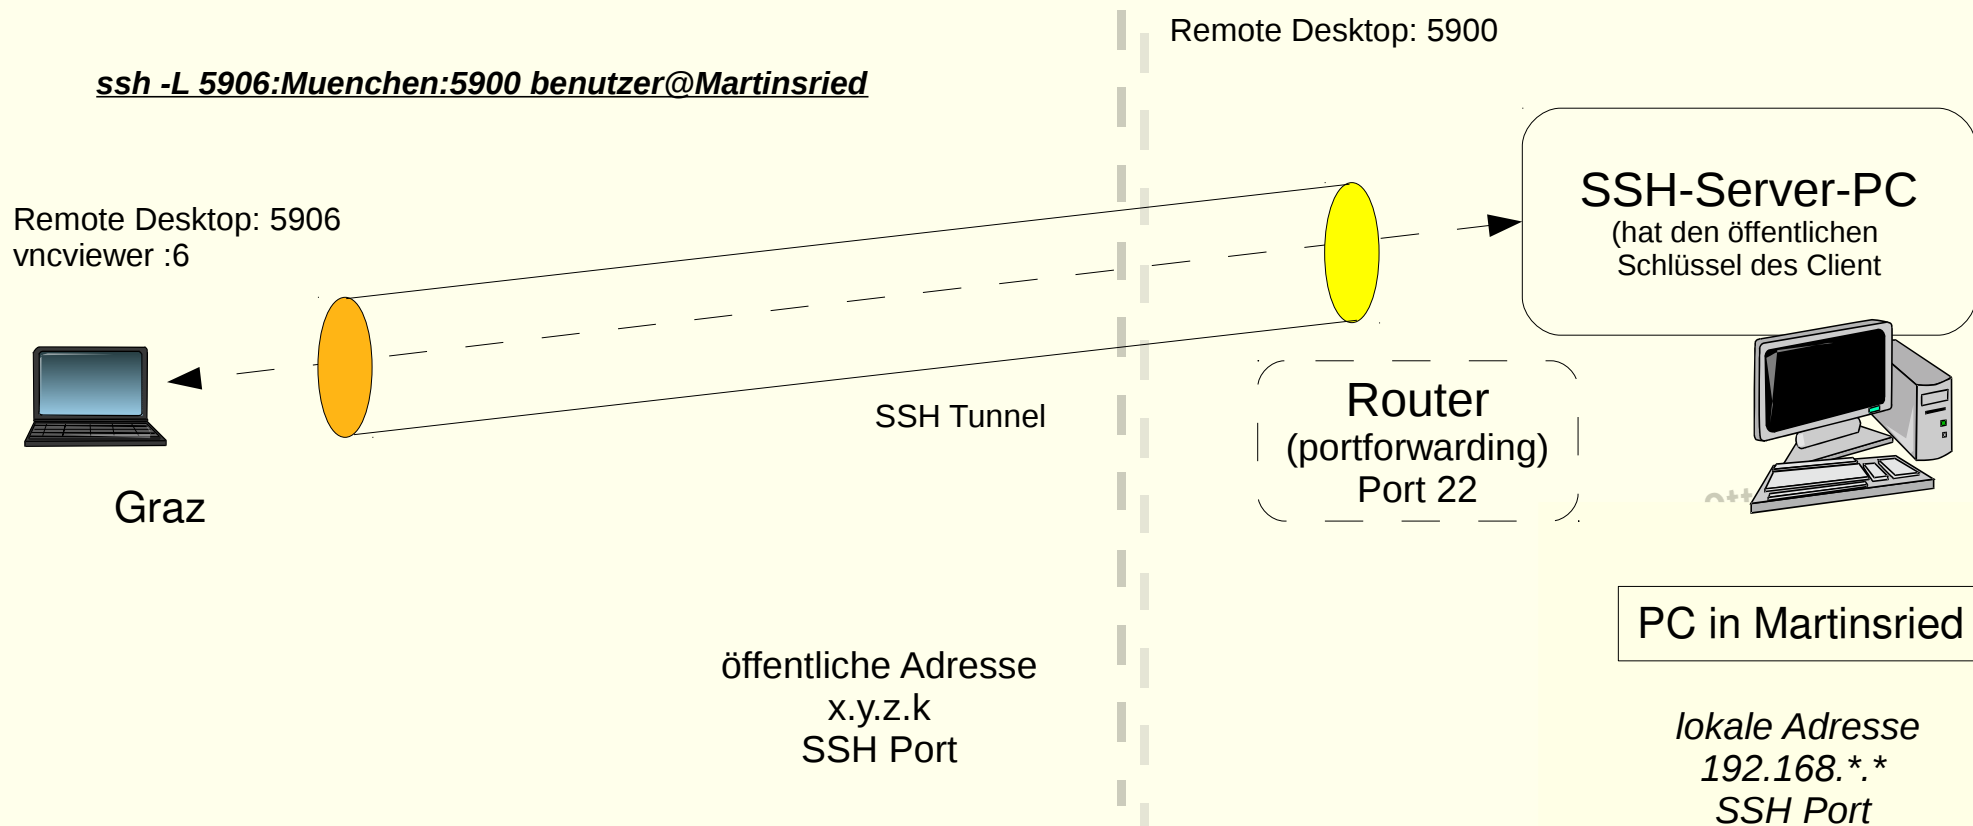 Remote Desktop: 5900
ssh -L 5906:Muenchen:5900 benutzer@Martinsried
SSH-Server-PC
(hat den öffentlichen
Schlüssel des Client
Remote Desktop: 5906
vncviewer :6
SSH Tunnel
Router
(portforwarding)
Port 22
Graz
PC in Martinsried
öffentliche Adresse
x.y.z.k
SSH Port
lokale Adresse
192.168.*.*
SSH Port